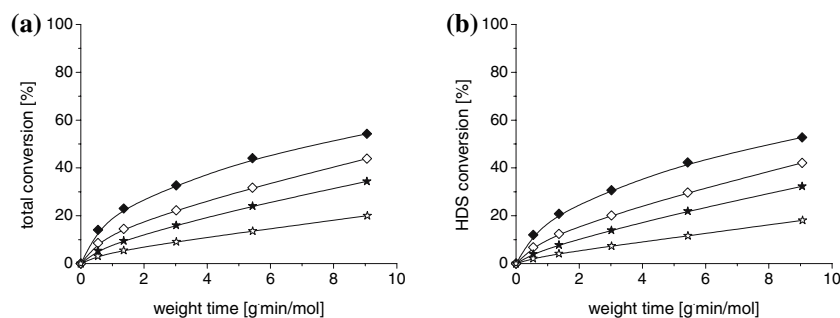 (a)
total conversion [%]
100
80
60
40
20
0
0 2 4 6 8 10
weight time [g·min/mol]
(b)
HDS conversion [%]
100
80
60
40
20
0
0 2 4 6 8 10
weight time [g·min/mol]